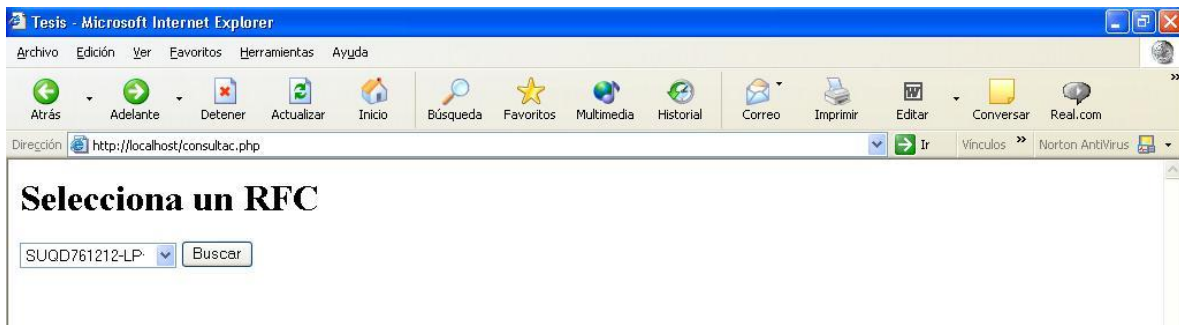 Tesis - Microsoft Internet Explorer
Archivo Edición Ver Favoritos Herramientas Ayuda
Atrás Adelante Detener Actualizar Inicio Búsqueda Favoritos Multimedia Historial Correo Imprimir Editar Conversar Real.com
Dirección http://localhost/consultac.php Ir Vínculos Norton AntiVirus
Selecciona un RFC
SUQD761212-LP Buscar